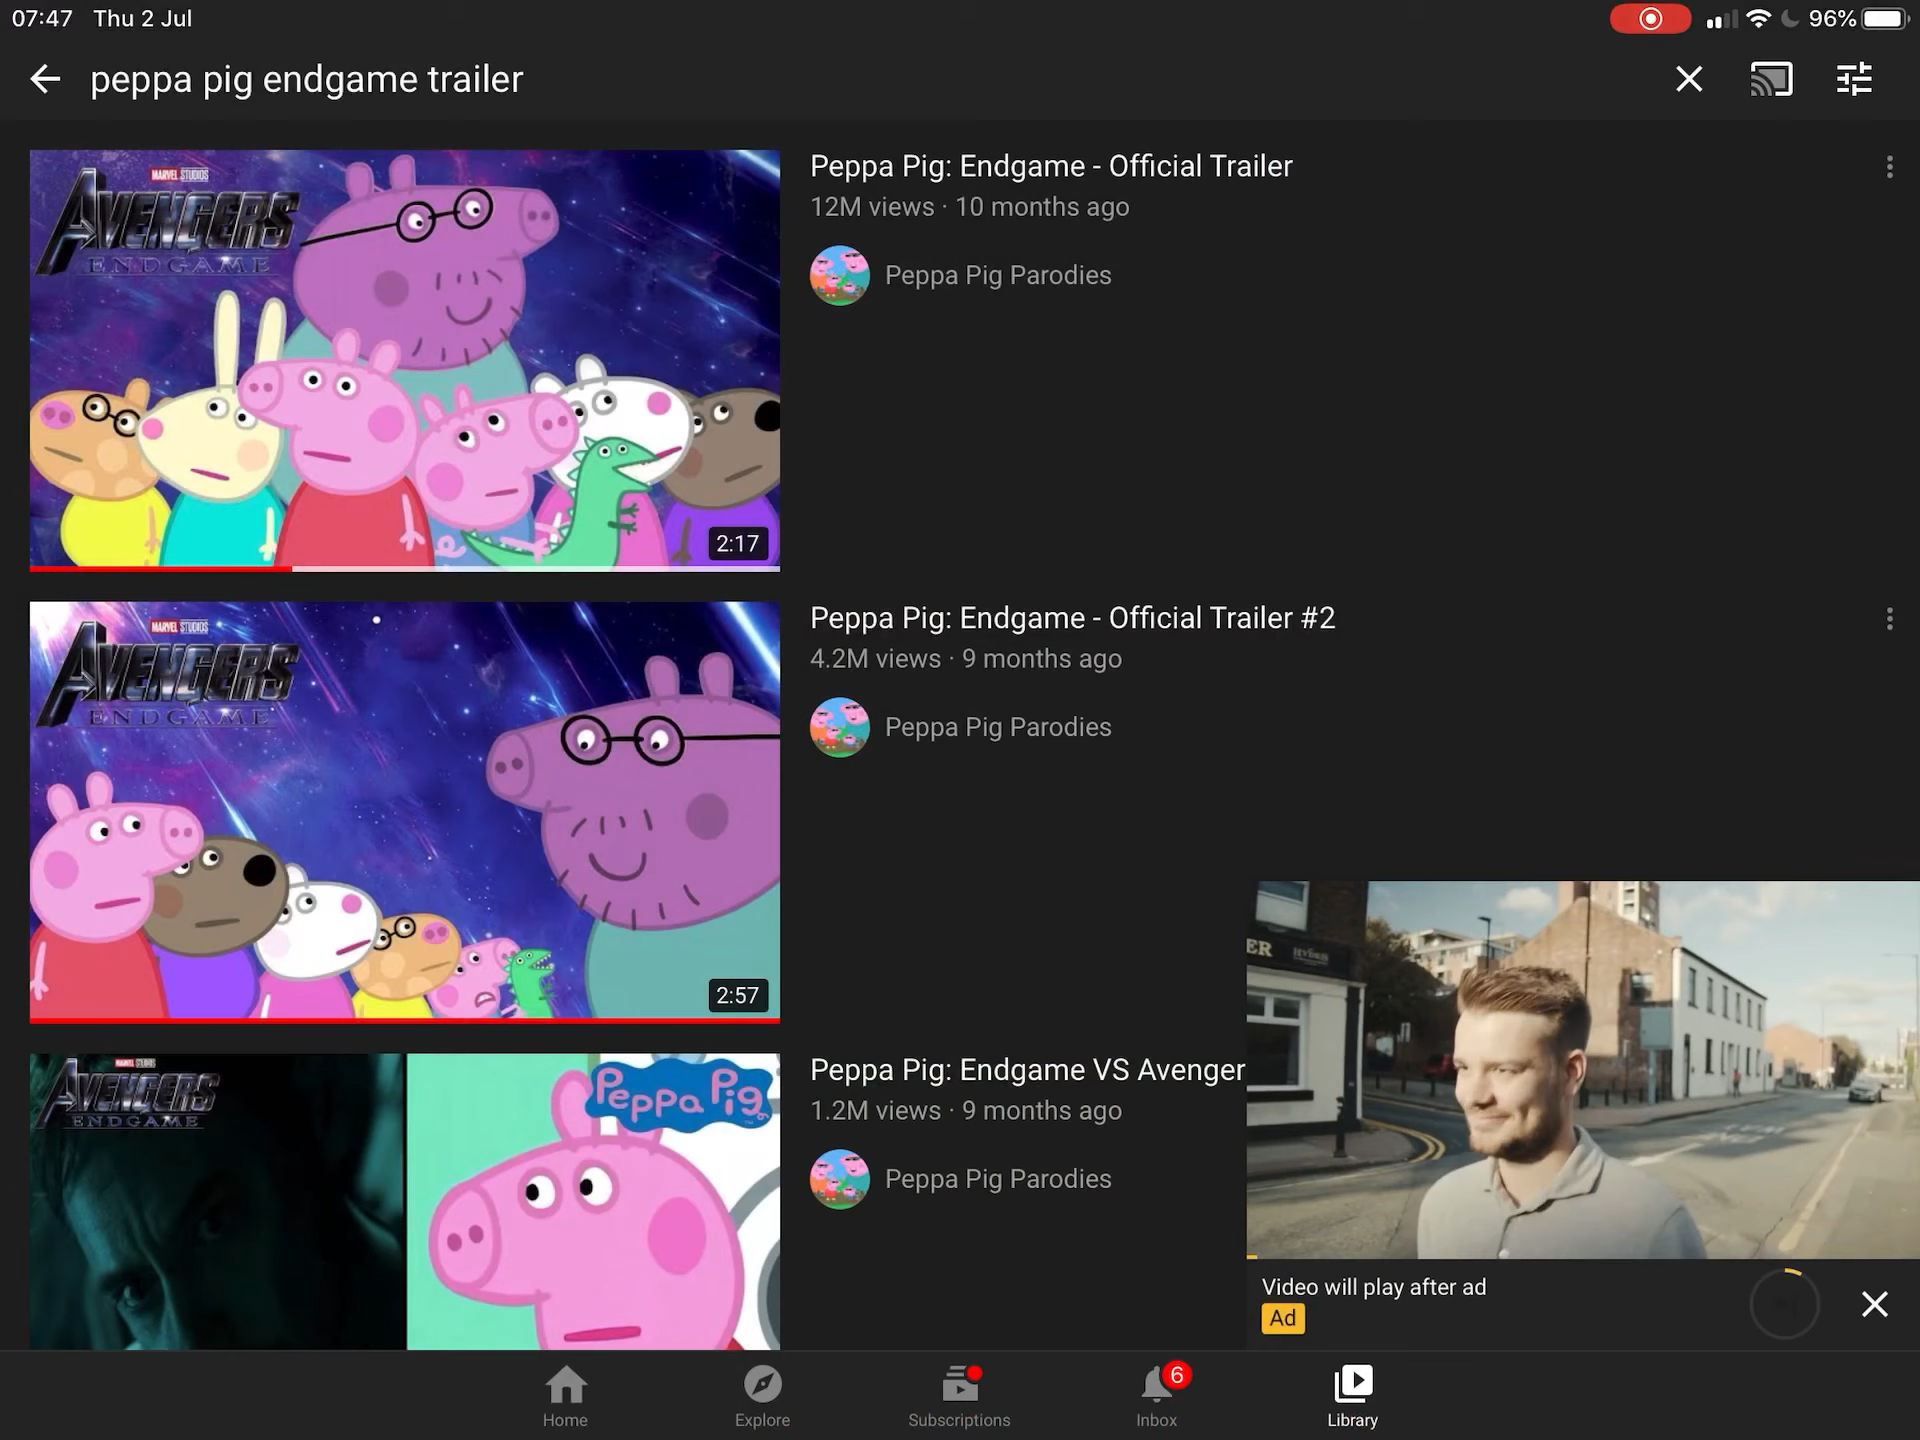 07:47 Thu 2 Jul
96%
peppa pig endgame trailer
MARVEL STUDIOS
AVENGERS
ENDGAME
2:17
Peppa Pig: Endgame - Official Trailer
12M views · 10 months ago
Peppa Pig Parodies
MARVEL STUDIOS
AVENGERS
ENDGAME
2:57
Peppa Pig: Endgame - Official Trailer #2
4.2M views · 9 months ago
Peppa Pig Parodies
AVENGERS
ENDGAME
Peppa Pig
Peppa Pig: Endgame VS Avenger
1.2M views · 9 months ago
Peppa Pig Parodies
ER
Video will play after ad
Ad
6
Home
Explore
Subscriptions
Inbox
Library